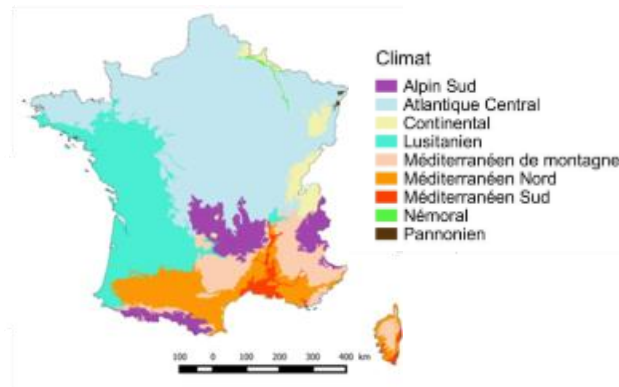 Climat
Alpin Sud
Atlantique Central
Continental
Lusitanien
Méditerranéen de montagne
Méditerranéen Nord
Méditerranéen Sud
Némoral
Pannonien
100 0 100 200 300 400 km